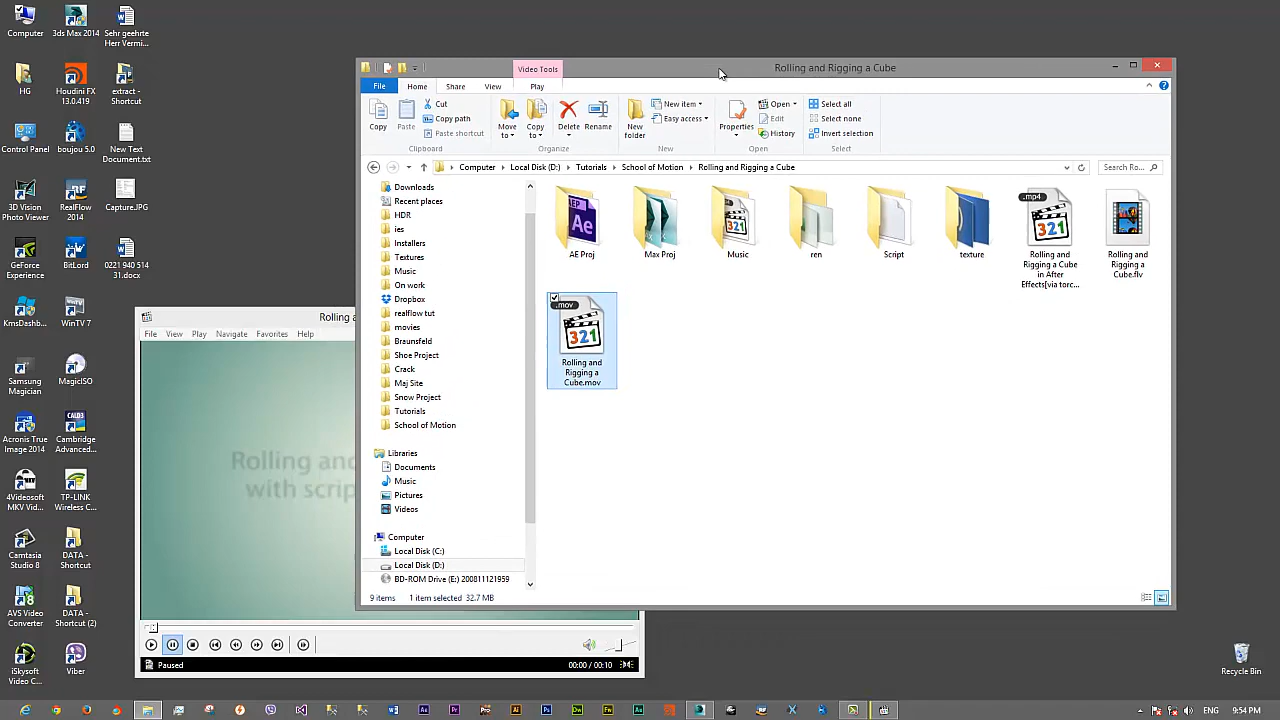 Computer
3ds Max 2014
Sehr geehrte
Herr Vermi...
HG
Houdini FX
13.0.419
extract -
Shortcut
Control Panel
boujou 5.0
New Text
Document.txt
3D Vision
Photo Viewer
RealFlow
2014
Capture.JPG
GeForce
Experience
BitLord
0221 940 514
31.docx
KmsDashb...
WinTV 7
Samsung
Magician
MagicISO
Acronis True
Image 2014
Cambridge
Advanced...
4Videosoft
MKV Vid...
TP-LINK
Wireless C...
Camtasia
Studio 8
DATA -
Shortcut
AVS Video
Converter
DATA -
Shortcut (2)
iSkysoft
Video C...
Viber
Rolling a
File View Navigate Play Favorites Help
Rolling and
with scrip
Paused
00:00 / 00:10
Video Tools
Rolling and Rigging a Cube
File Home Share View Play
Copy
Paste
Cut
Copy path
Paste shortcut
Clipboard
Move
to
Copy
to
Delete
Rename
Organize
New
folder
New item
Easy access
New
Properties
Open
Edit
History
Open
Select all
Select none
Invert selection
Select
Computer Local Disk (D:) Tutorials School of Motion Rolling and Rigging a Cube
Search Ro...
Downloads
Recent places
HDR
ies
Installers
Textures
Music
On work
Dropbox
realflow tut
movies
Braunsfeld
Shoe Project
Crack
Maj Site
Snow Project
Tutorials
School of Motion
Libraries
Documents
Music
Pictures
Videos
Computer
Local Disk (C:)
Local Disk (D:)
BD-ROM Drive (E:) 200811121959
AEP
Ae
AE Proj
Max Proj
321
Music
ren
Script
texture
.mp4
321
Rolling and
Rigging a Cube
in After
Effects[via torc...
Rolling and
Rigging a
Cube.flv
.mov
321
Rolling and
Rigging a
Cube.mov
9 items 1 item selected 32.7 MB
Recycle Bin
9:54 PM